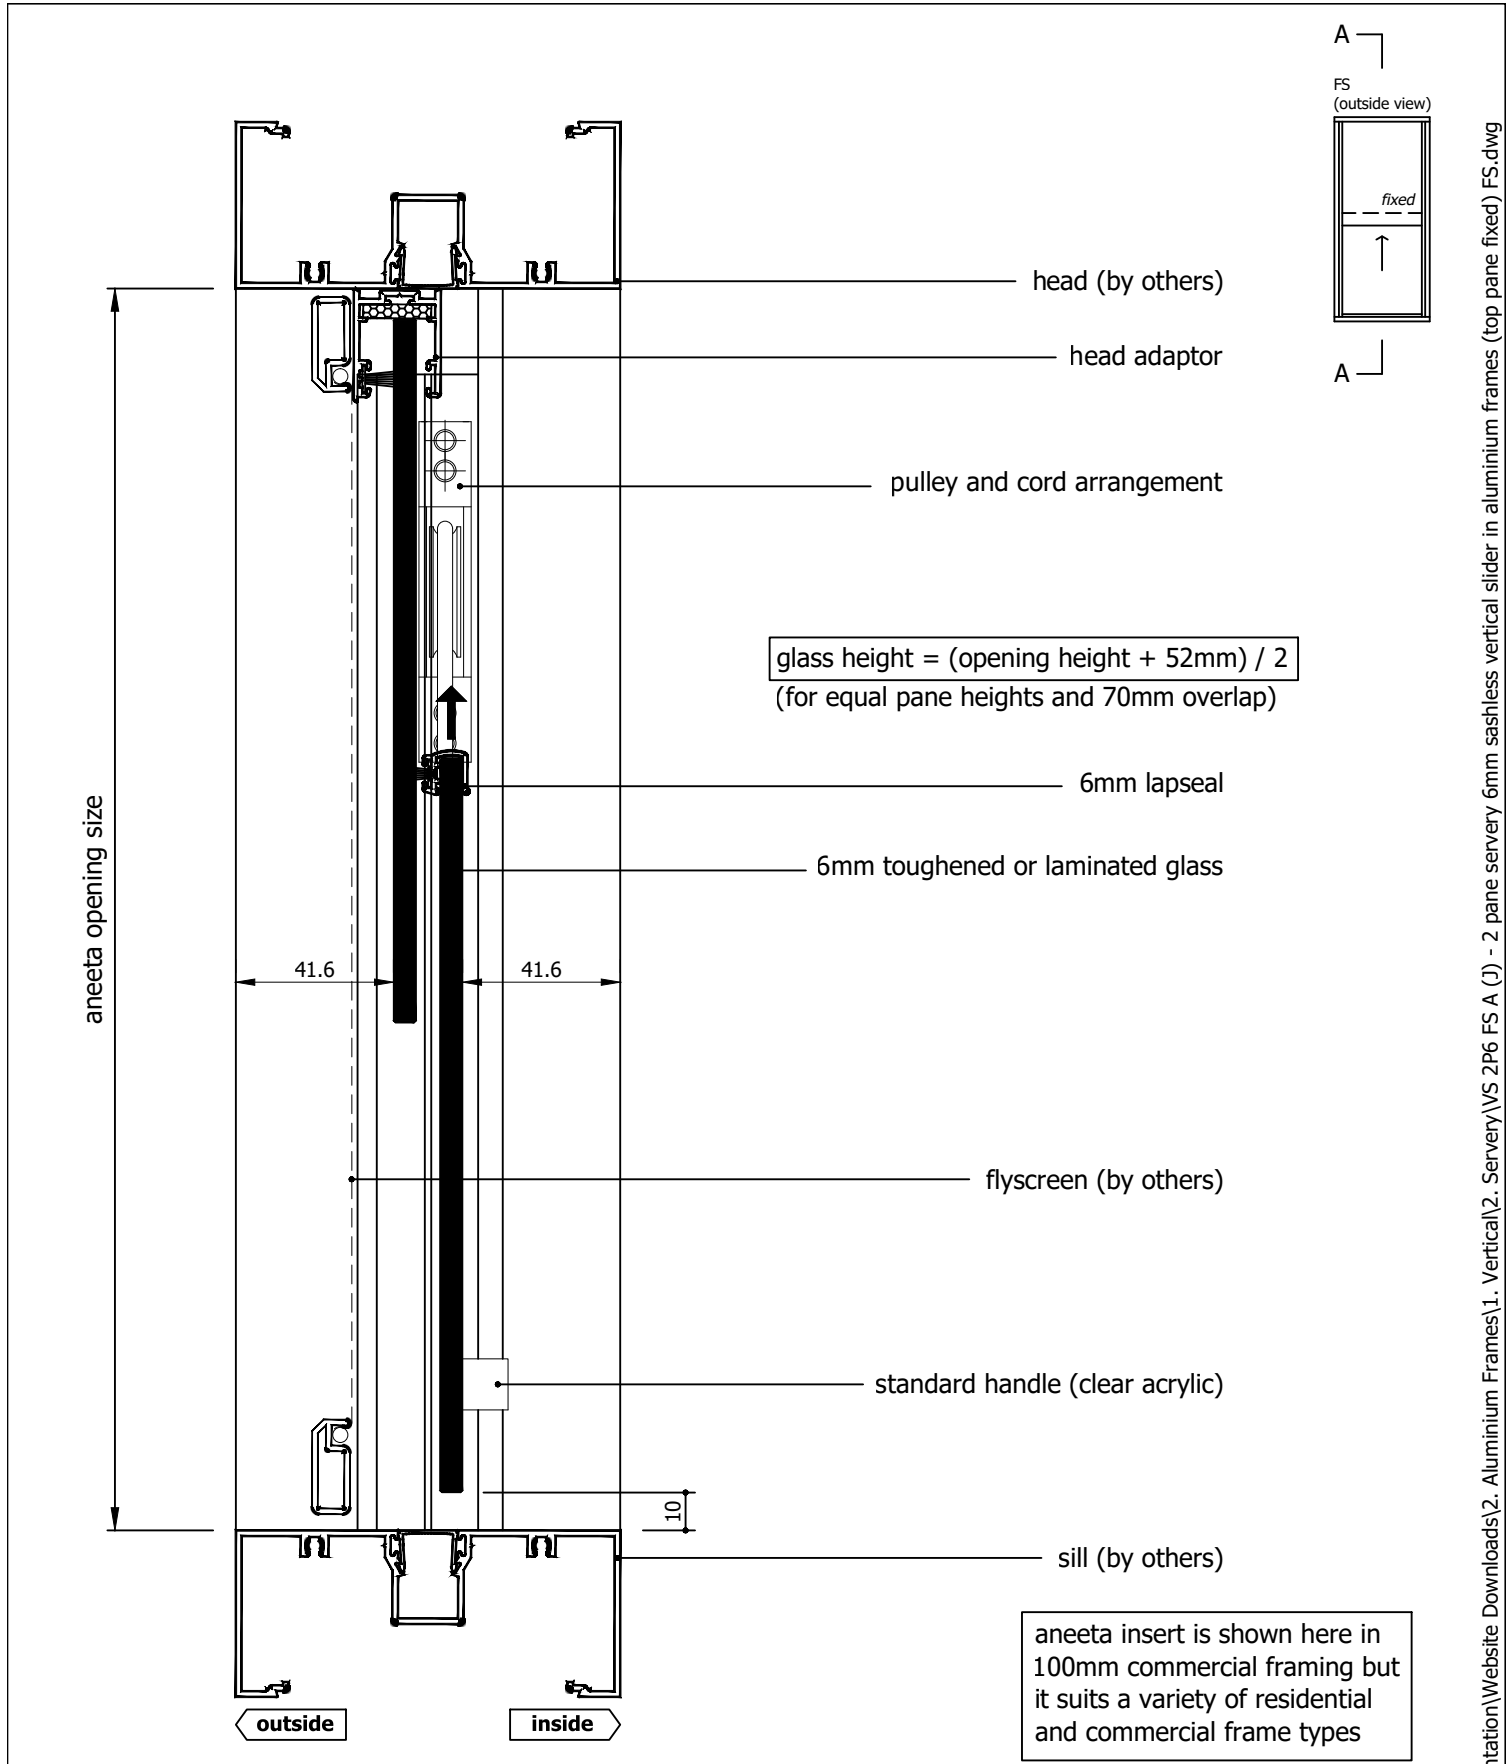 A
FS
(outside view)
fixed
A
head (by others)
head adaptor
pulley and cord arrangement
glass height = (opening height + 52mm) / 2
(for equal pane heights and 70mm overlap)
6mm lapseal
6mm toughened or laminated glass
aneeta opening size
41.6
41.6
flyscreen (by others)
standard handle (clear acrylic)
10
sill (by others)
aneeta insert is shown here in
100mm commercial framing but
it suits a variety of residential
and commercial frame types
outside
inside
ntation\Website Downloads\2. Aluminium Frames\1. Vertical\2. Servery\VS 2P6 FS A (J) - 2 pane servery 6mm sashless vertical slider in aluminium frames (top pane fixed) FS.dwg